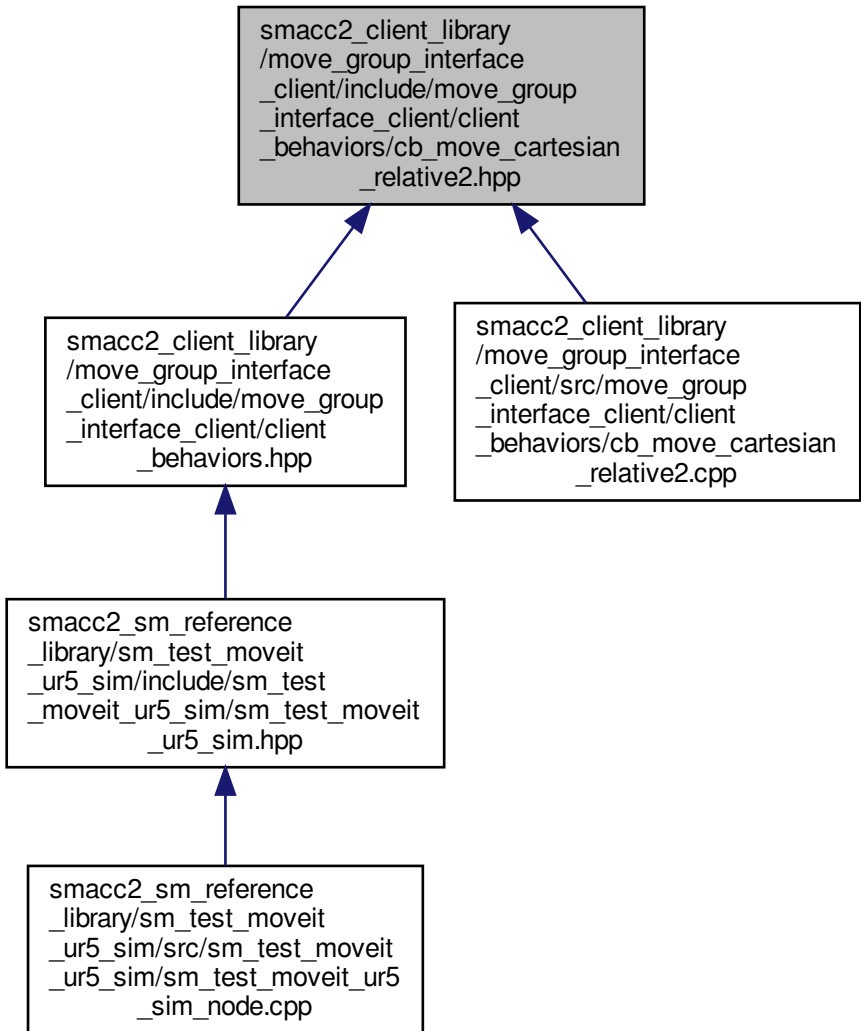 smacc2_client_library
/move_group_interface
_client/include/move_group
_interface_client/client
_behaviors/cb_move_cartesian
_relative2.hpp
smacc2_client_library
/move_group_interface
_client/include/move_group
_interface_client/client
_behaviors.hpp
smacc2_client_library
/move_group_interface
_client/src/move_group
_interface_client/client
_behaviors/cb_move_cartesian
_relative2.cpp
smacc2_sm_reference
_library/sm_test_moveit
_ur5_sim/include/sm_test
_moveit_ur5_sim/sm_test_moveit
_ur5_sim.hpp
smacc2_sm_reference
_library/sm_test_moveit
_ur5_sim/src/sm_test_moveit
_ur5_sim/sm_test_moveit_ur5
_sim_node.cpp